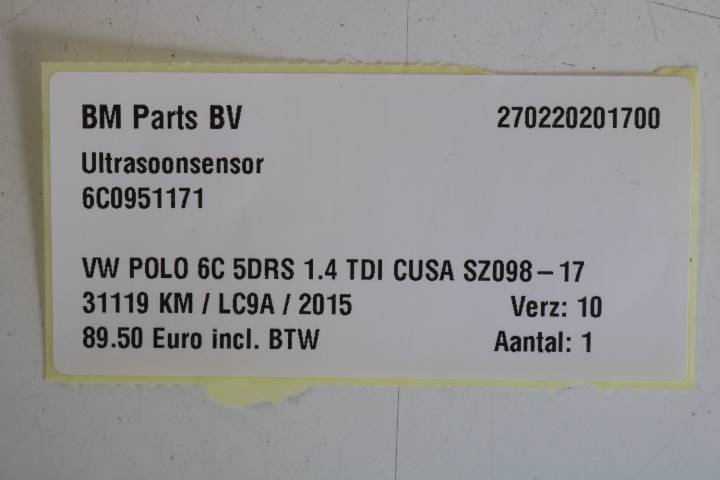 BM Parts BV 270220201700
Ultrasoonsensor
6C0951171
VW POLO 6C 5DRS 1.4 TDI CUSA SZ098-17
31119 KM / LC9A / 2015 Verz: 10
89.50 Euro incl. BTW Aantal: 1